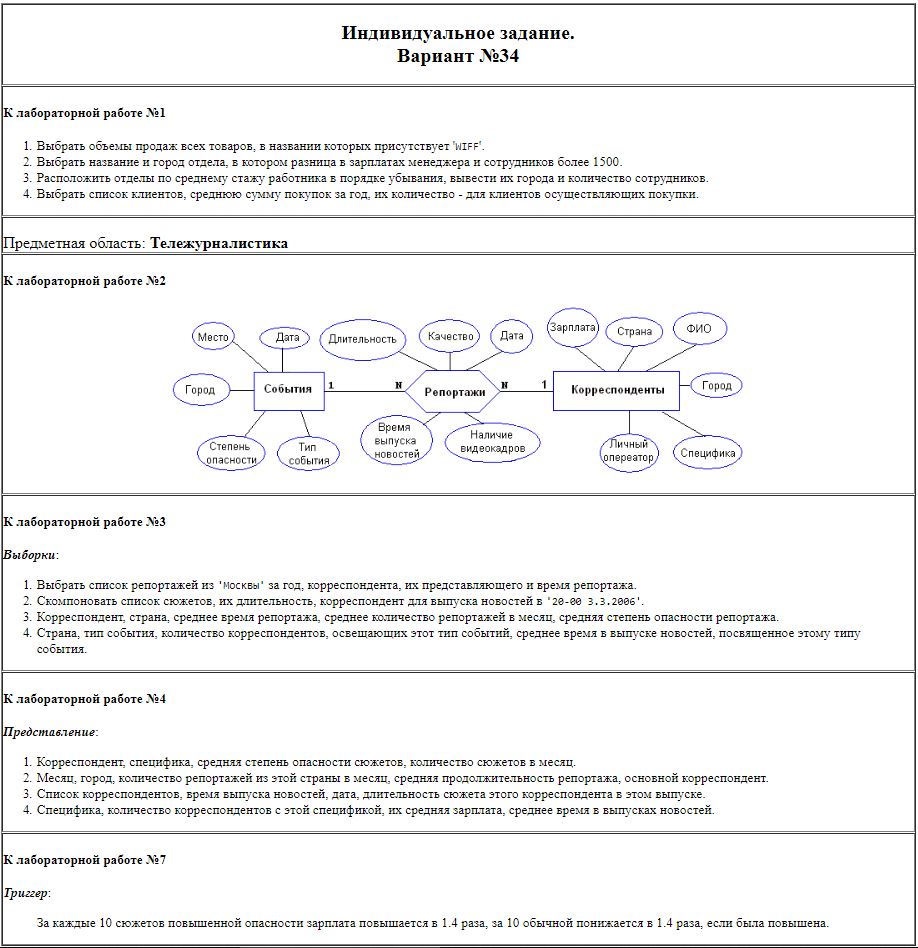 Индивидуальное задание.
Вариант №34
К лабораторной работе №1
1. Выбрать объемы продаж всех товаров, в названии которых присутствует 'WIFF'.
2. Выбрать название и город отдела, в котором разница в зарплатах менеджера и сотрудников более 1500.
3. Расположить отделы по среднему стажу работника в порядке убывания, вывести их города и количество сотрудников.
4. Выбрать список клиентов, среднюю сумму покупок за год, их количество - для клиентов осуществляющих покупки.
Предметная область: Тележурналистика
К лабораторной работе №2
Место
Дата
Длительность
Качество
Дата
Зарплата
Страна
ФИО
Город
События
1
N
Репортажи
N
1
Корреспонденты
Город
Степень
опасности
Тип
события
Время
выпуска
новостей
Наличие
видеокадров
Личный
опереатор
Специфика
К лабораторной работе №3
Выборки:
1. Выбрать список репортажей из 'Москвы' за год, корреспондента, их представляющего и время репортажа.
2. Скомпоновать список сюжетов, их длительность, корреспондент для выпуска новостей в '20-00 3.3.2006'.
3. Корреспондент, страна, среднее время репортажа, среднее количество репортажей в месяц, средняя степень опасности репортажа.
4. Страна, тип события, количество корреспондентов, освещающих этот тип событий, среднее время в выпуске новостей, посвященное этому типу
события.
К лабораторной работе №4
Представление:
1. Корреспондент, специфика, средняя степень опасности сюжетов, количество сюжетов в месяц.
2. Месяц, город, количество репортажей из этой страны в месяц, средняя продолжительность репортажа, основной корреспондент.
3. Список корреспондентов, время выпуска новостей, дата, длительность сюжета этого корреспондента в этом выпуске.
4. Специфика, количество корреспондентов с этой спецификой, их средняя зарплата, среднее время в выпусках новостей.
К лабораторной работе №7
Триггер:
За каждые 10 сюжетов повышенной опасности зарплата повышается в 1.4 раза, за 10 обычной понижается в 1.4 раза, если была повышена.